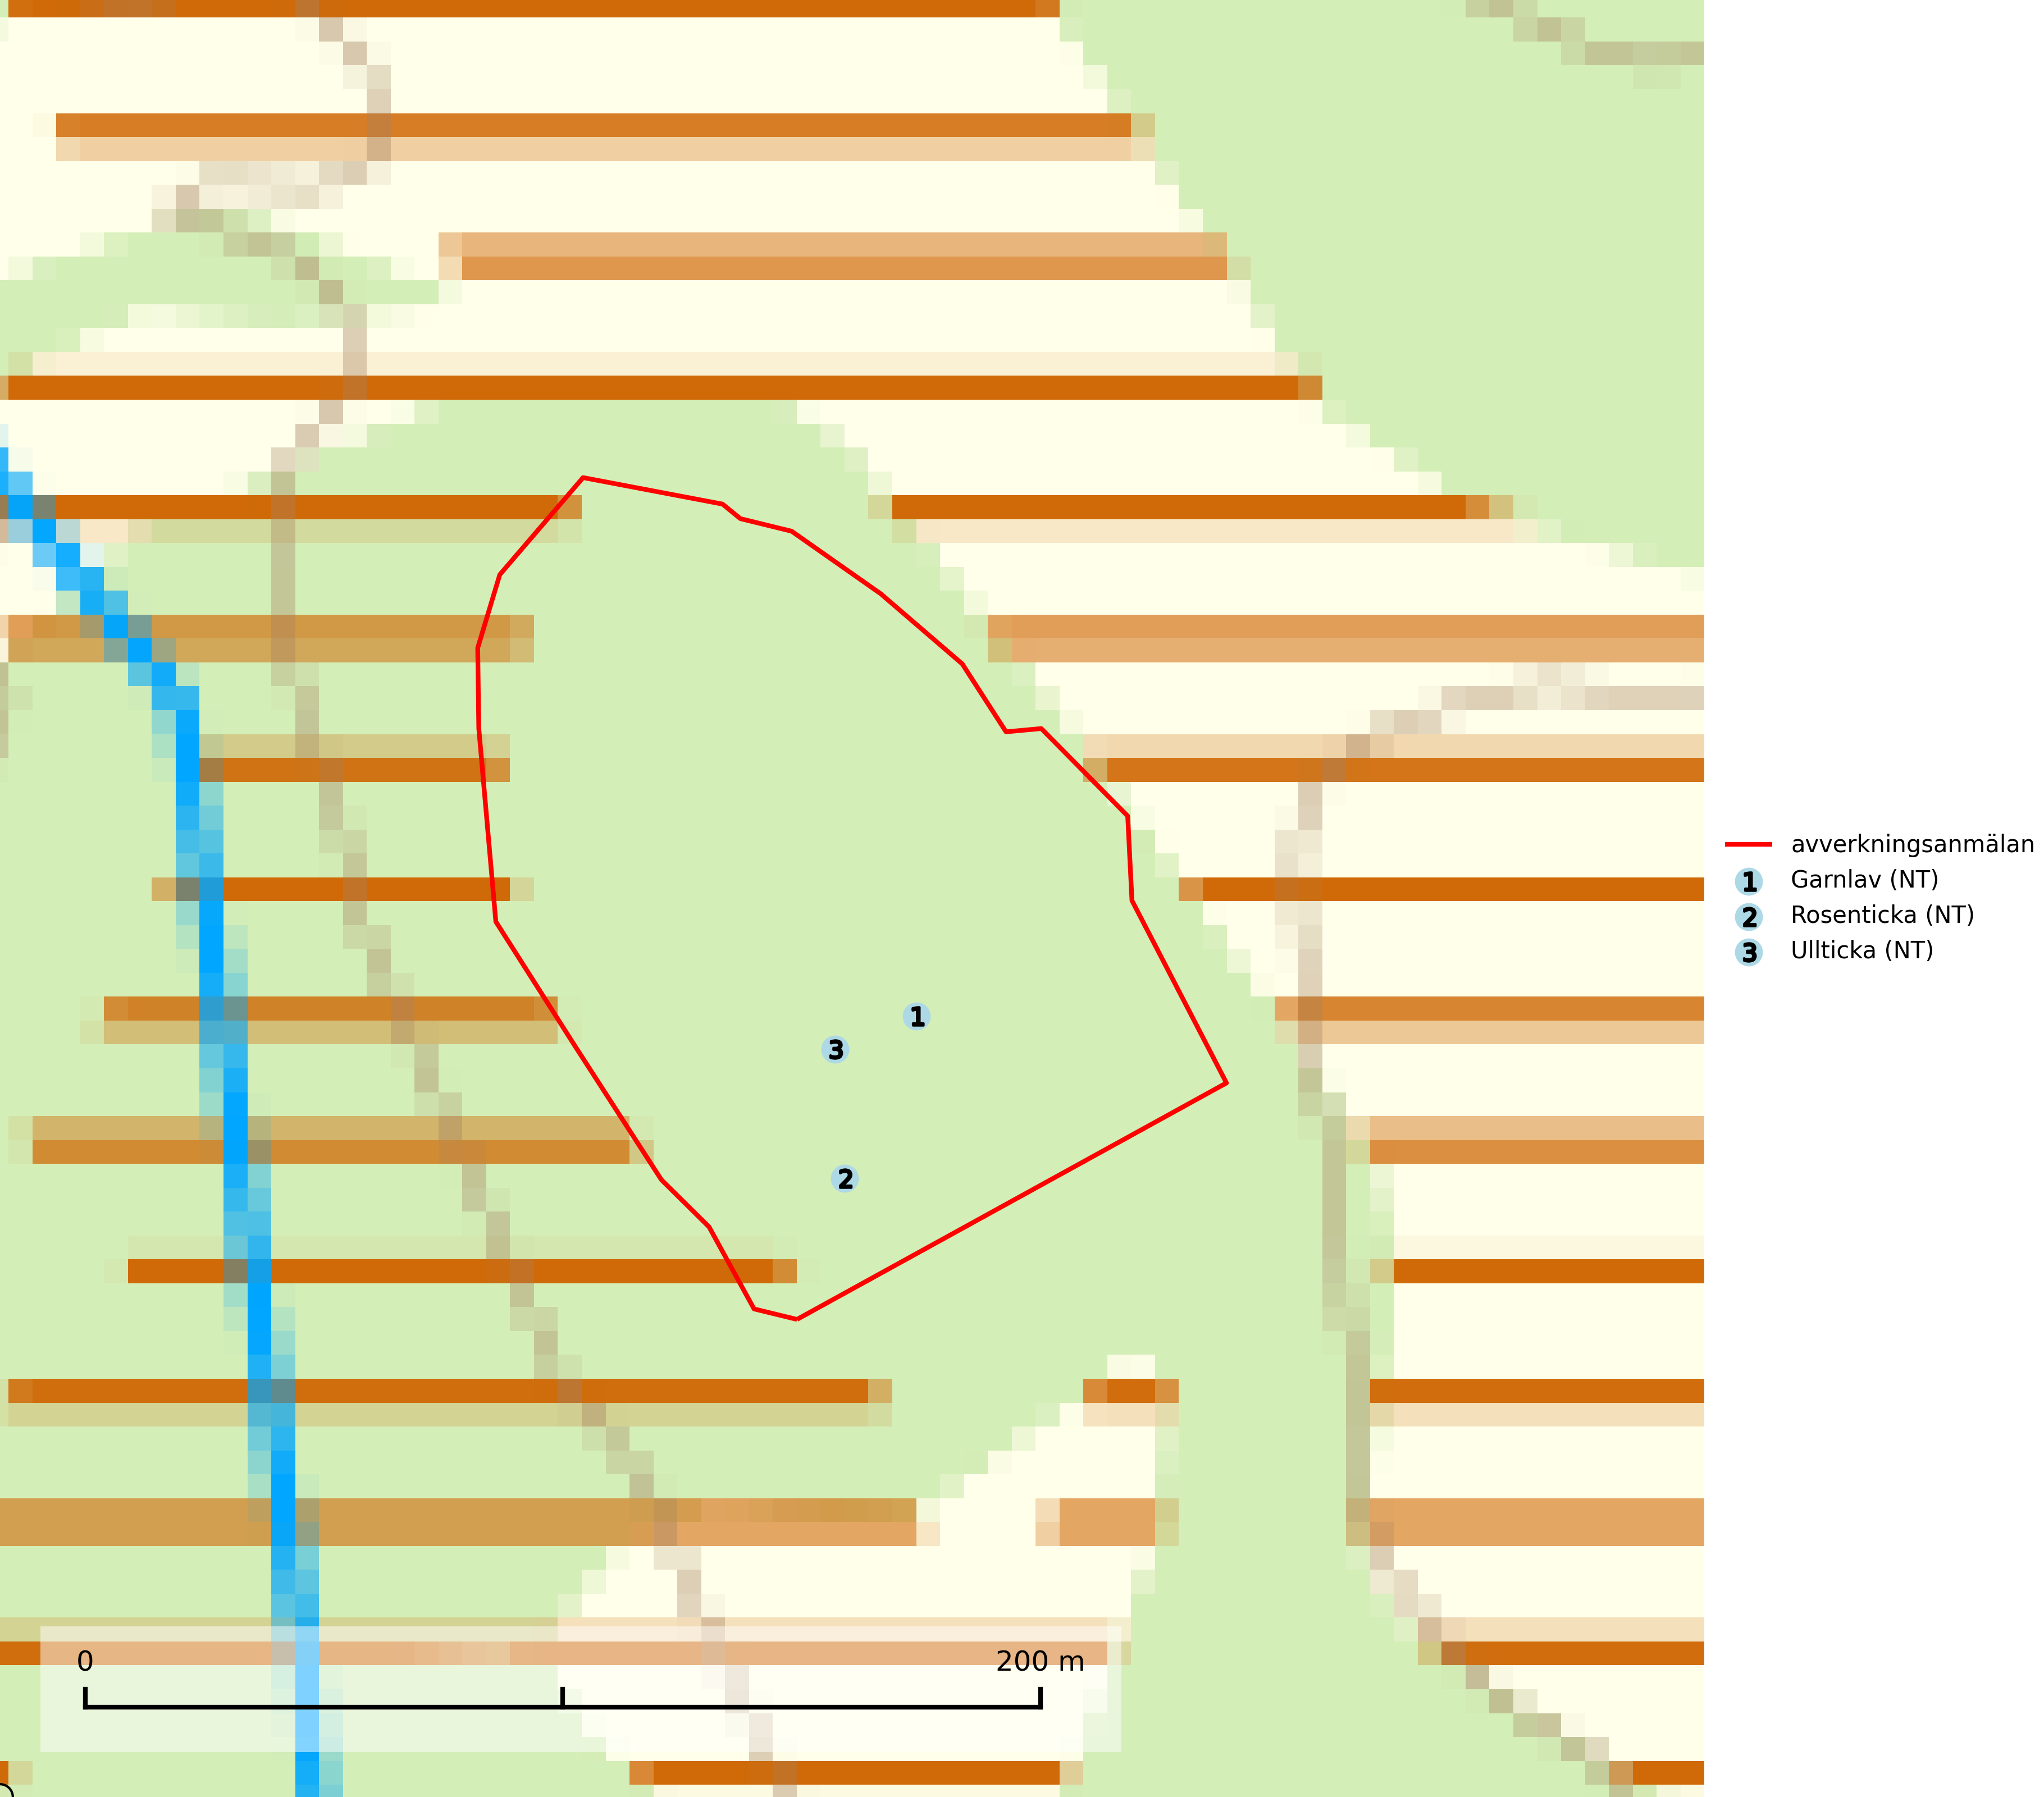 avverkningsanmälan
1 Garnlav (NT)
2 Rosenticka (NT)
3 Ullticka (NT)
1
3
2
0 200 m